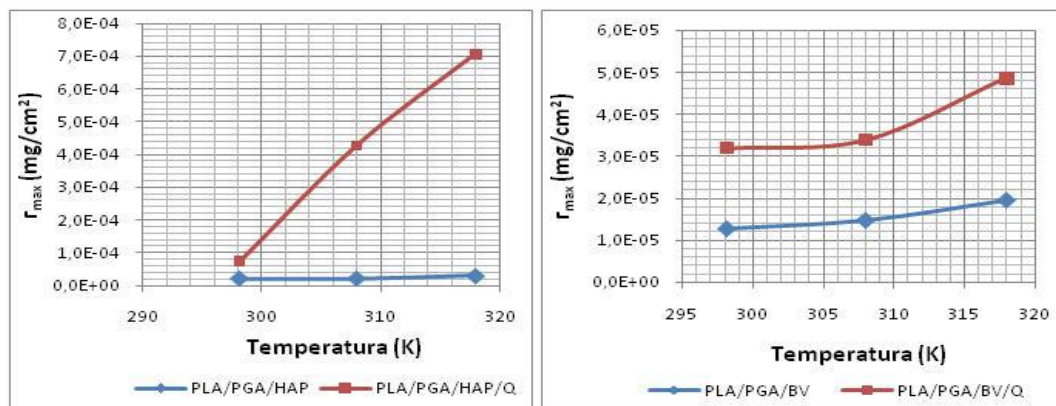 8,0E-04
7,0E-04
6,0E-04
5,0E-04
4,0E-04
3,0E-04
2,0E-04
1,0E-04
0,0E+00
r_max (mg/cm²)
290 300 310 320
Temperatura (K)
PLA/PGA/HAP PLA/PGA/HAP/Q
6,0E-05
5,0E-05
4,0E-05
3,0E-05
2,0E-05
1,0E-05
0,0E+00
r_max (mg/cm²)
295 300 305 310 315 320
Temperatura (K)
PLA/PGA/BV PLA/PGA/BV/Q